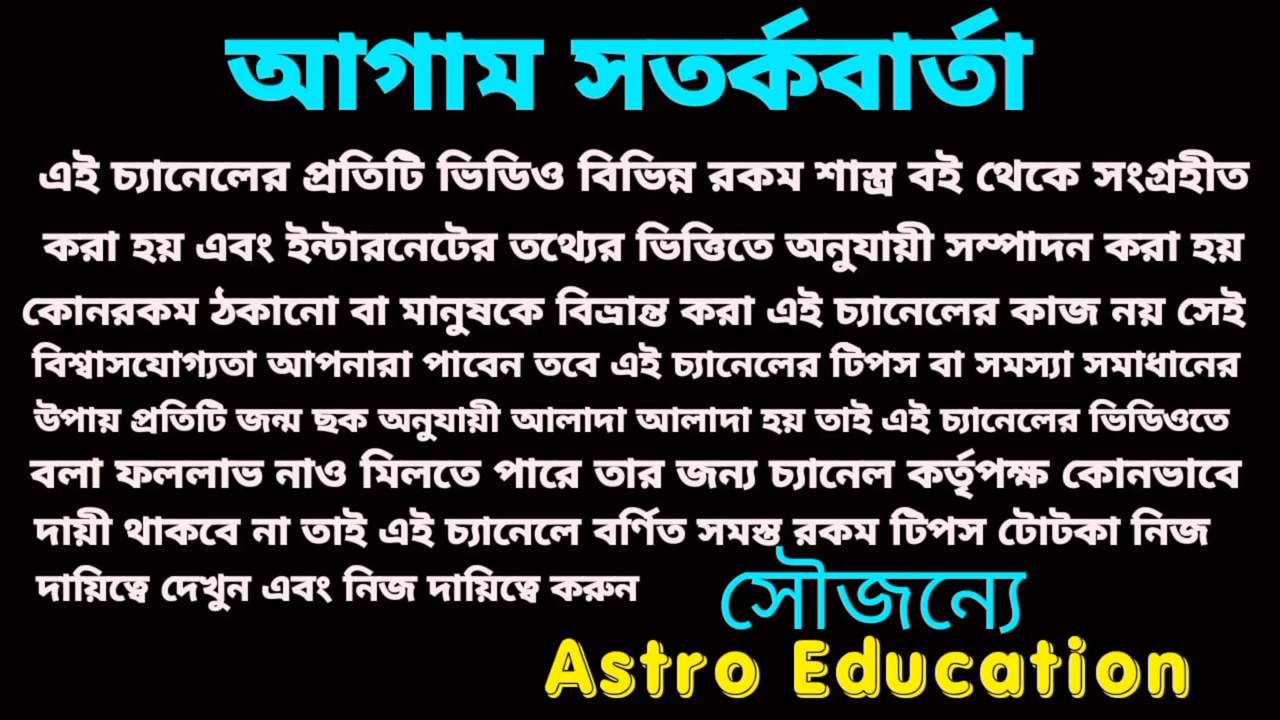 আগাম সতর্কবার্তা
এই চ্যানেলের প্রতিটি ভিডিও বিভিন্ন রকম শাস্ত্র বই থেকে সংগ্রহীত
করা হয় এবং ইন্টারনেটের তথ্যের ভিত্তিতে অনুযায়ী সম্পাদন করা হয়
কোনরকম ঠকানো বা মানুষকে বিভ্রান্ত করা এই চ্যানেলের কাজ নয় সেই
বিশ্বাসযোগ্যতা আপনারা পাবেন তবে এই চ্যানেলের টিপস বা সমস্যা সমাধানের
উপায় প্রতিটি জন্ম ছক অনুযায়ী আলাদা আলাদা হয় তাই এই চ্যানেলের ভিডিওতে
বলা ফললাভ নাও মিলতে পারে তার জন্য চ্যানেল কর্তৃপক্ষ কোনভাবে
দায়ী থাকবে না তাই এই চ্যানেলে বর্ণিত সমস্ত রকম টিপস টোটকা নিজ
দায়িত্বে দেখুন এবং নিজ দায়িত্বে করুন
সৌজন্যে
Astro Education